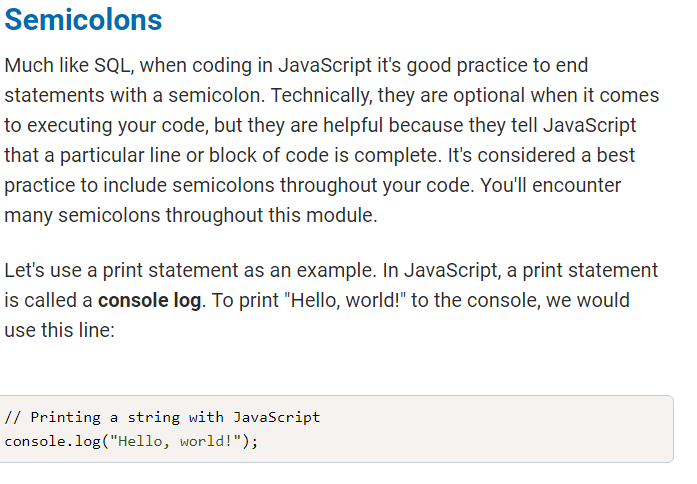 Semicolons
Much like SQL, when coding in JavaScript it's good practice to end
statements with a semicolon. Technically, they are optional when it comes
to executing your code, but they are helpful because they tell JavaScript
that a particular line or block of code is complete. It's considered a best
practice to include semicolons throughout your code. You'll encounter
many semicolons throughout this module.
Let's use a print statement as an example. In JavaScript, a print statement
is called a console log. To print "Hello, world!" to the console, we would
use this line:
// Printing a string with JavaScript
console.log("Hello, world!");